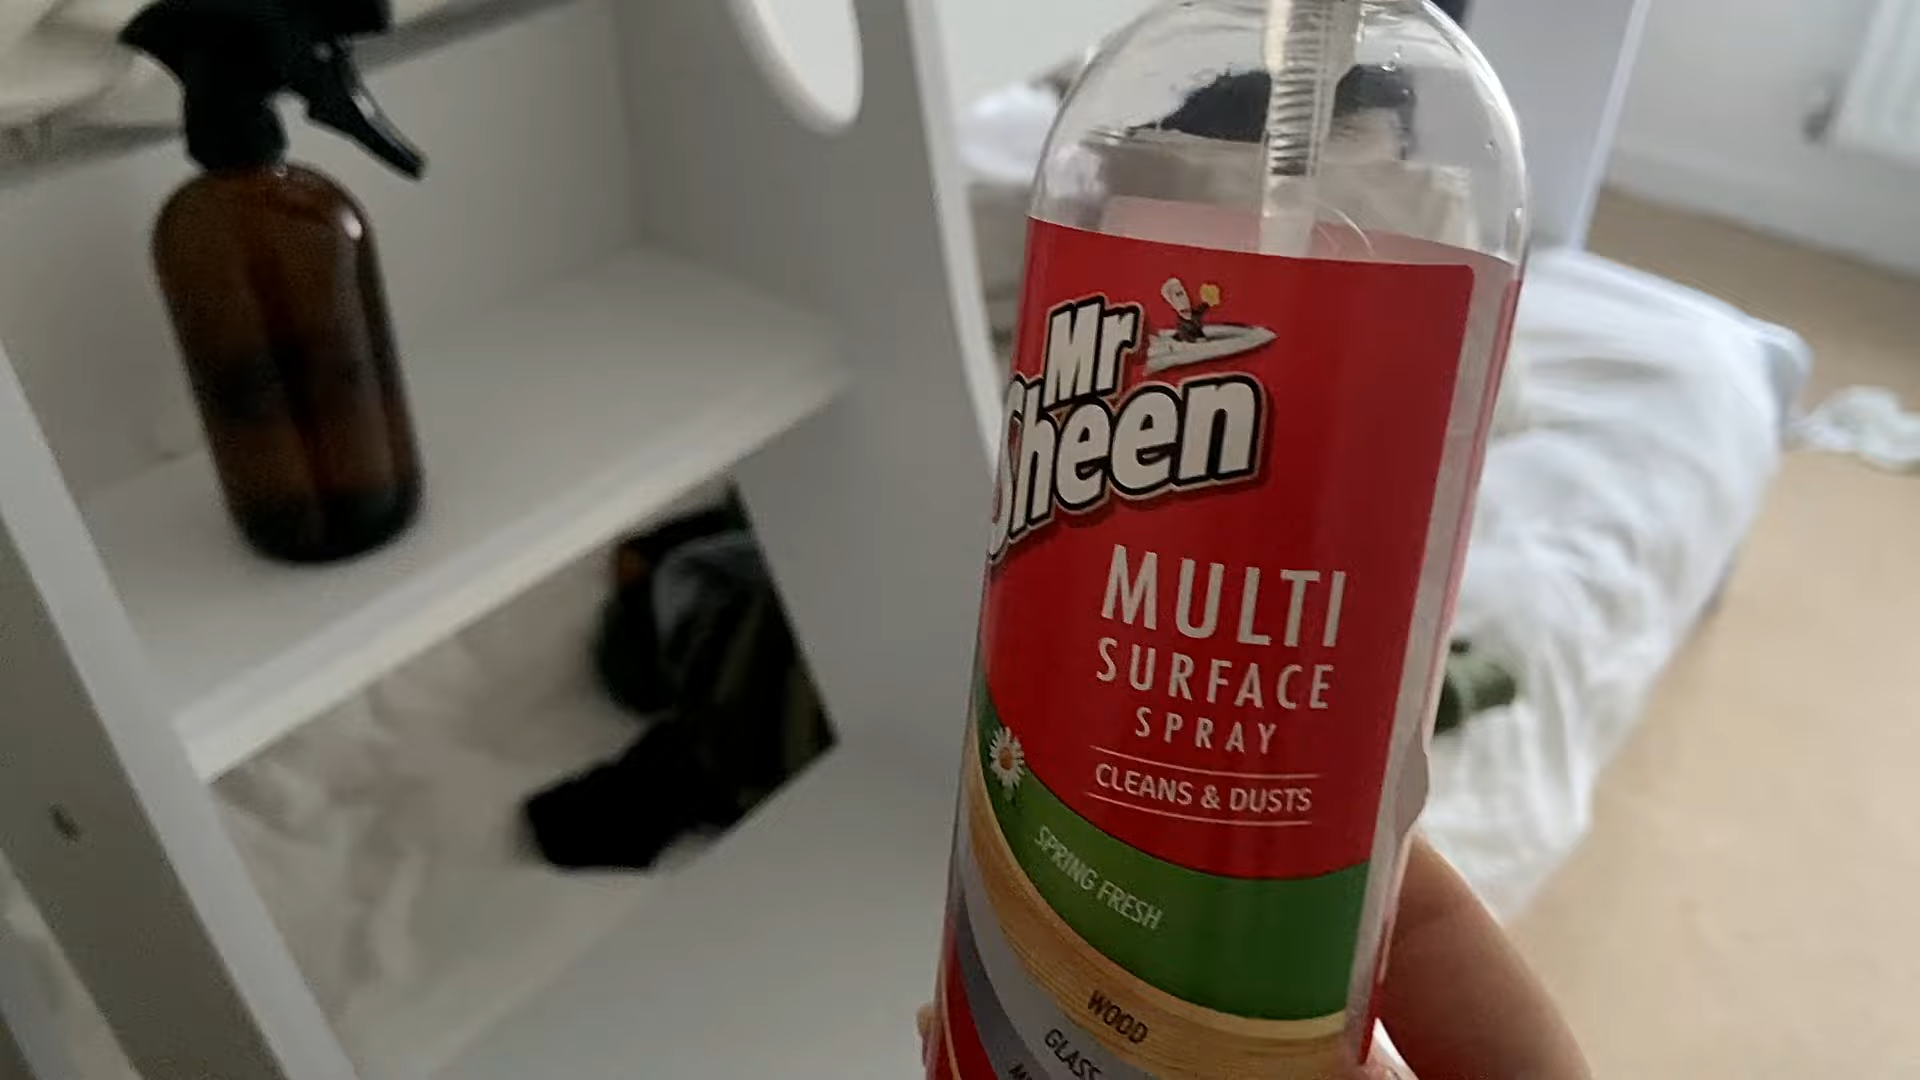 Mr
Sheen
MULTI
SURFACE
SPRAY
CLEANS & DUSTS
SPRING FRESH
WOOD
GLASS